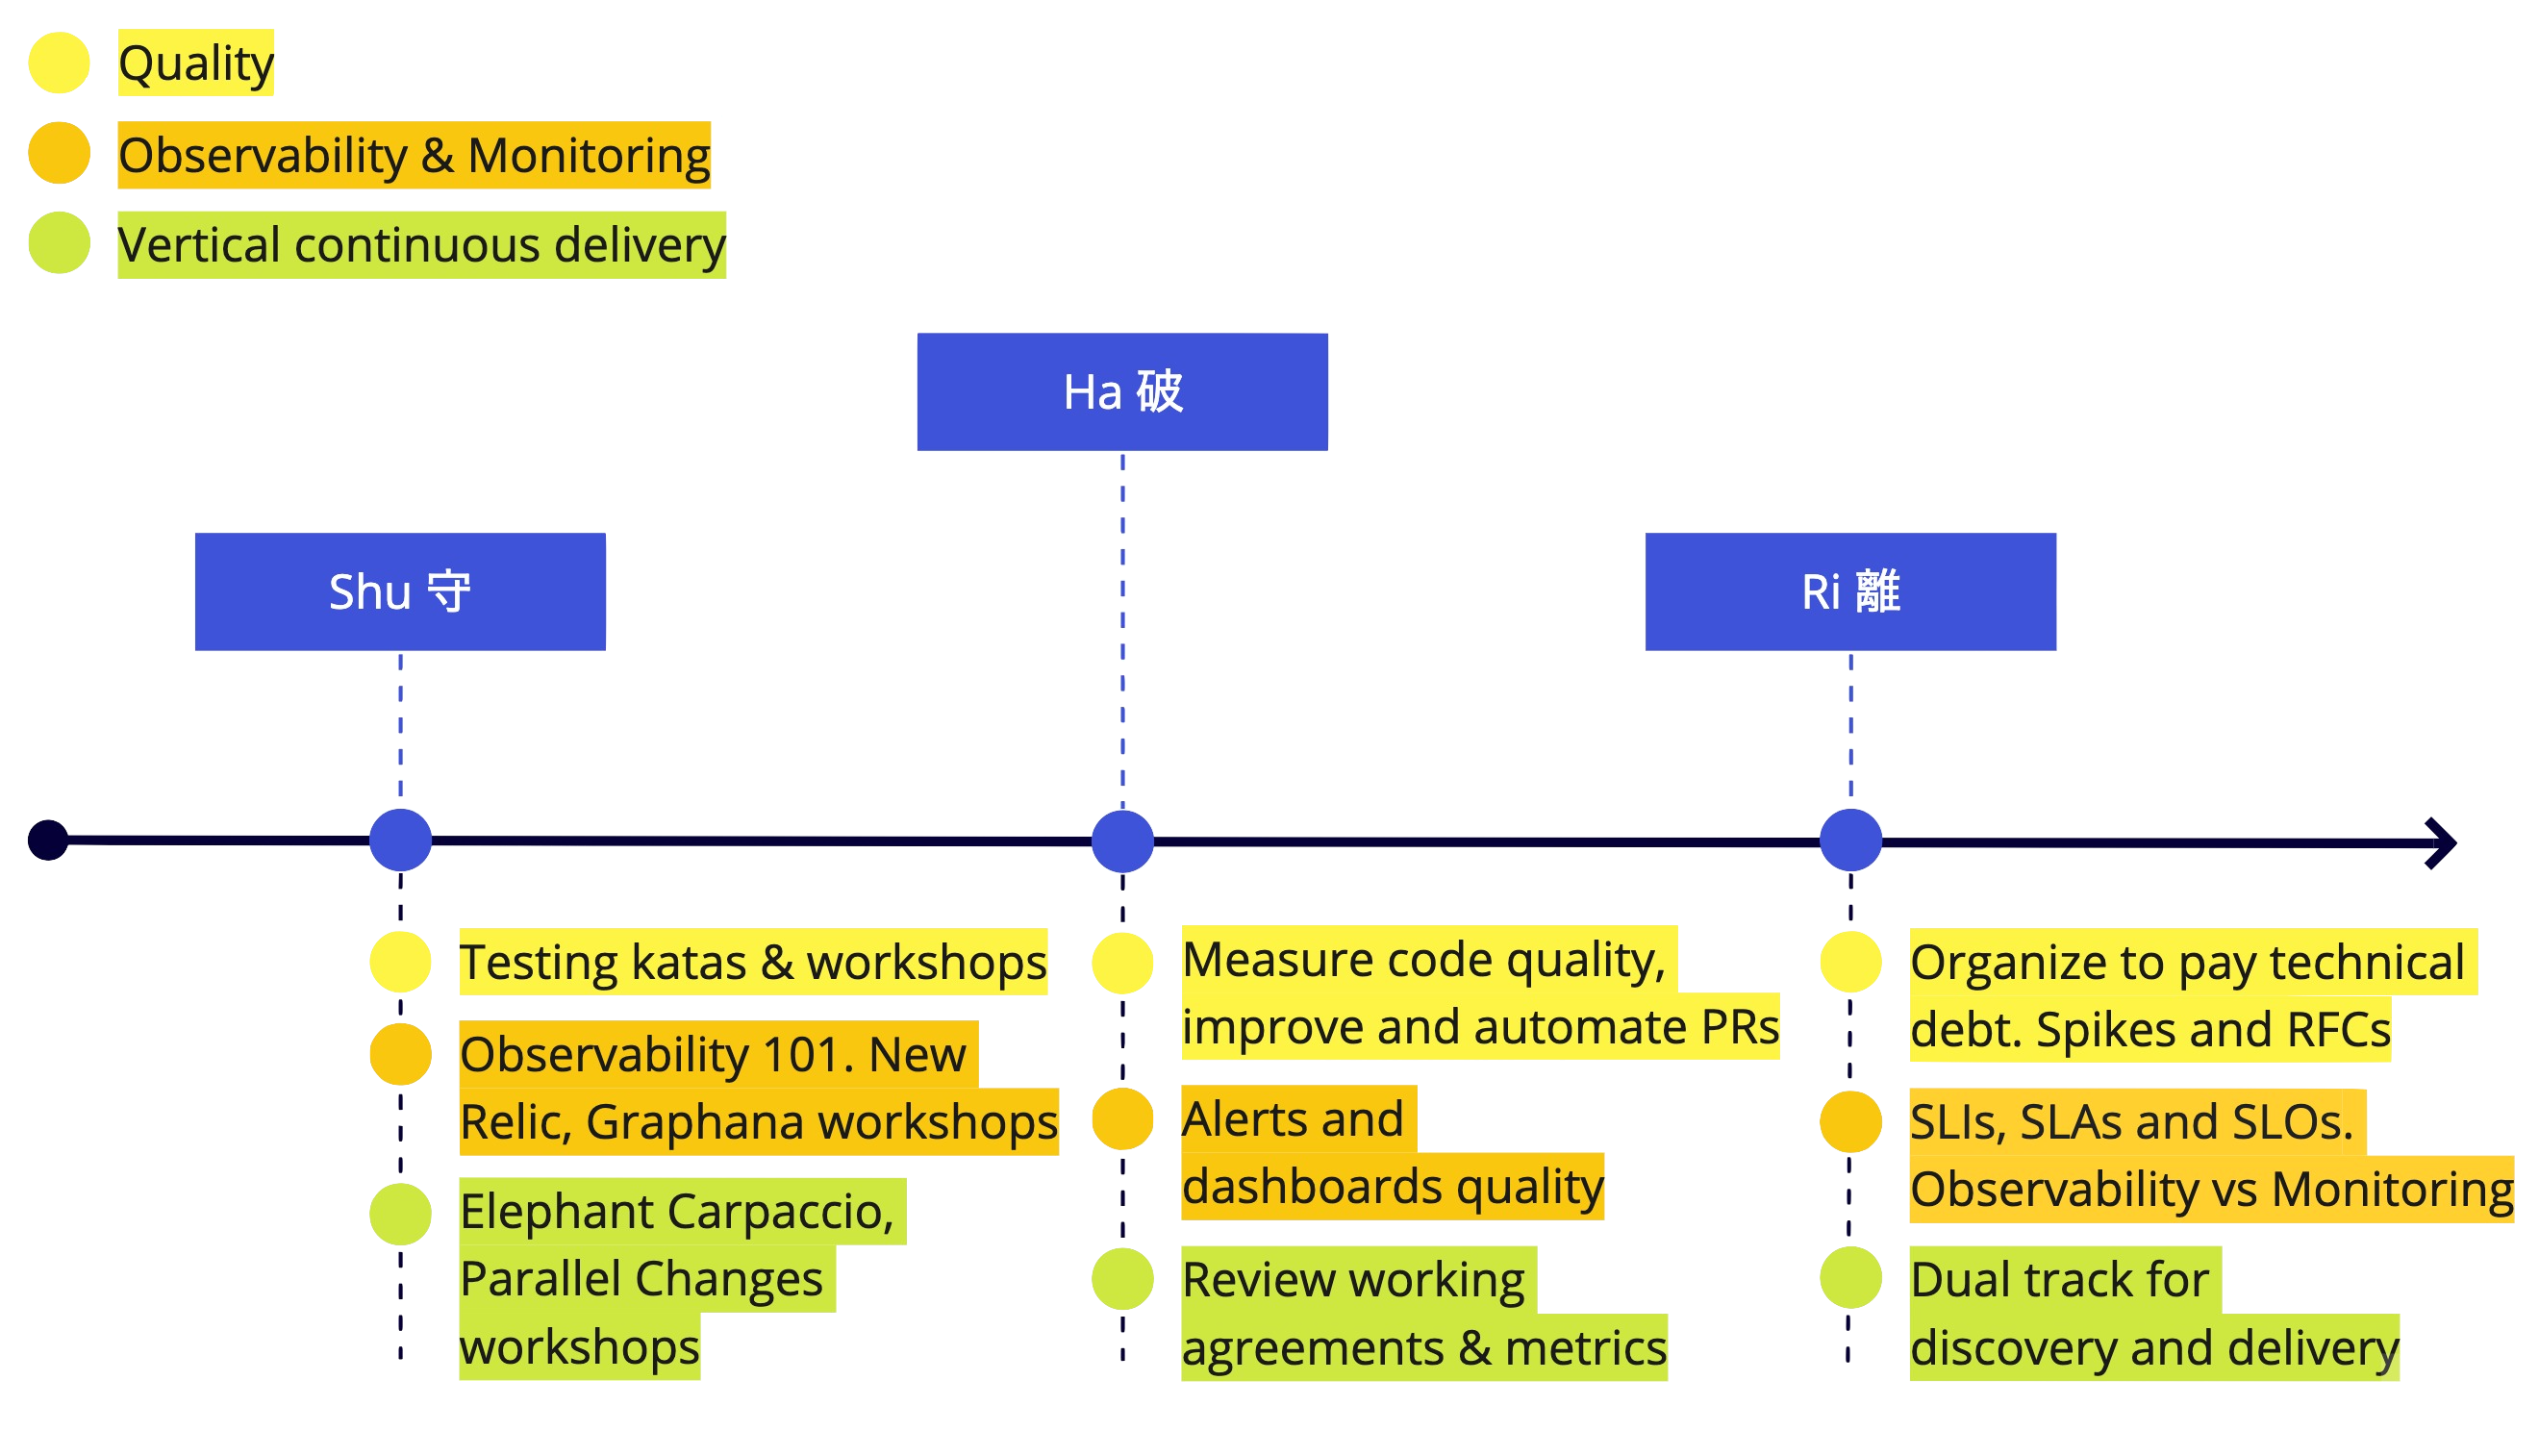 Quality
Observability & Monitoring
Vertical continuous delivery
Ha 破
Shu 守
Ri 離
Testing katas & workshops
Observability 101. New
Relic, Graphana workshops
Elephant Carpaccio,
Parallel Changes
workshops
Measure code quality,
improve and automate PRs
Alerts and
dashboards quality
Review working
agreements & metrics
Organize to pay technical
debt. Spikes and RFCs
SLIs, SLAs and SLOs.
Observability vs Monitoring
Dual track for
discovery and delivery